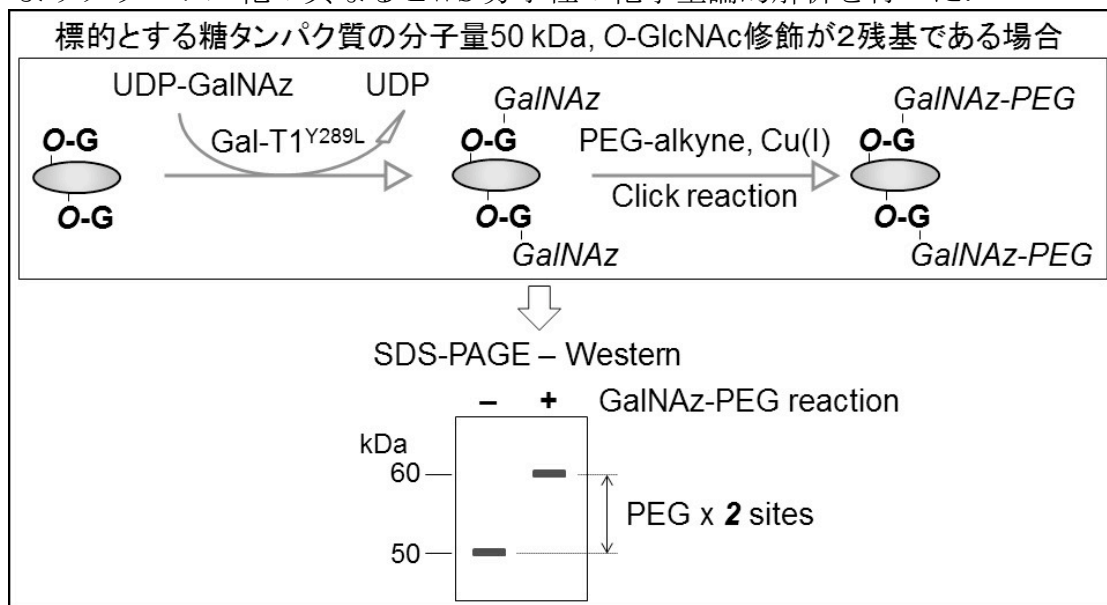 標的とする糖タンパク質の分子量50 kDa, O-GlcNAc修飾が2残基である場合
UDP-GalNAz UDP
Gal-T1Y289L
O-G
O-G
GalNAz
O-G
O-G
GalNAz
PEG-alkyne, Cu(I)
Click reaction
GalNAz-PEG
O-G
O-G
GalNAz-PEG
SDS-PAGE – Western
– + GalNAz-PEG reaction
kDa
60
PEG x 2 sites
50